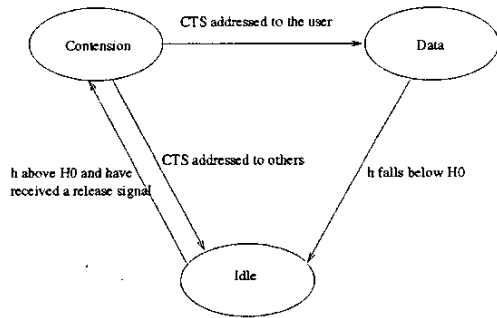 CTS addressed to the user
Contension
Data
h above H0 and have
received a release signal
CTS addressed to others
h falls below H0
Idle